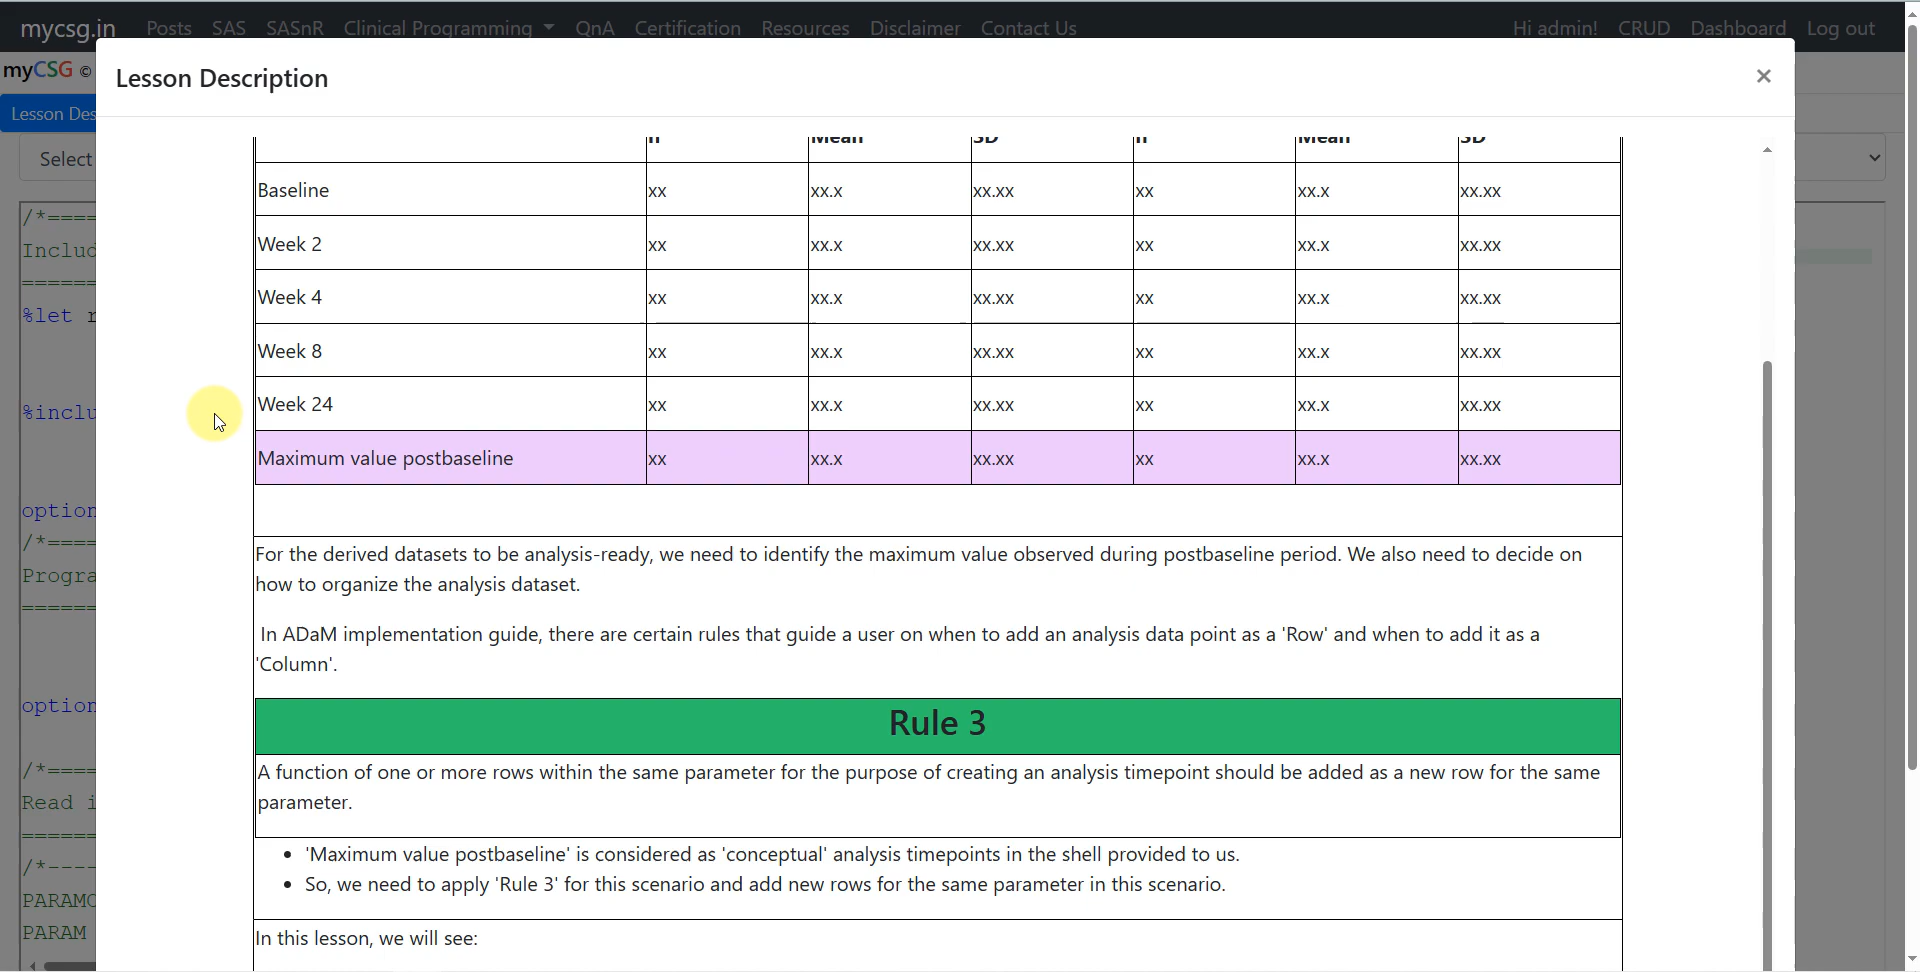 mycsg.in Posts SAS SASnR Clinical Programming QnA Certification Resources Disclaimer Contact Us Hi admin! CRUD Dashboard Log out
myCSG ©
Lesson Description ×
Lesson Des
Select
n Mean SD n Mean SD
Baseline xx xx.x xx.xx xx xx.x xx.xx
Week 2 xx xx.x xx.xx xx xx.x xx.xx
Week 4 xx xx.x xx.xx xx xx.x xx.xx
Week 8 xx xx.x xx.xx xx xx.x xx.xx
Week 24 xx xx.x xx.xx xx xx.x xx.xx
Maximum value postbaseline xx xx.x xx.xx xx xx.x xx.xx
For the derived datasets to be analysis-ready, we need to identify the maximum value observed during postbaseline period. We also need to decide on
how to organize the analysis dataset.
In ADaM implementation guide, there are certain rules that guide a user on when to add an analysis data point as a 'Row' and when to add it as a
'Column'.
Rule 3
A function of one or more rows within the same parameter for the purpose of creating an analysis timepoint should be added as a new row for the same
parameter.
• 'Maximum value postbaseline' is considered as 'conceptual' analysis timepoints in the shell provided to us.
• So, we need to apply 'Rule 3' for this scenario and add new rows for the same parameter in this scenario.
In this lesson, we will see:
/*====
Includ
=====
%let r
%inclu
option
/*====
Progra
=====
option
/*====
Read i
=====
/*----
PARAMC
PARAM